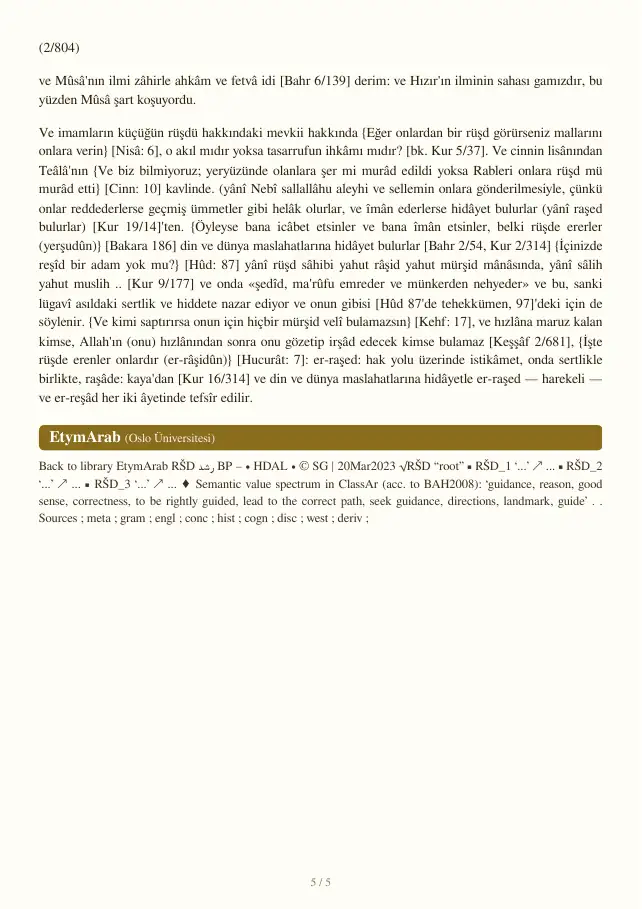 (2/804)
ve Mûsâ'nın ilmi zâhirle ahkâm ve fetvâ idi [Bahr 6/139] derim: ve Hızır'ın ilminin sahası gamızdır, bu
yüzden Mûsâ şart koşuyordu.
Ve imamların küçüğün rüşdü hakkındaki mevkii hakkında {Eğer onlardan bir rüşd görürseniz mallarını
onlara verin} [Nisâ: 6], o akıl mıdır yoksa tasarrufun ihkâmı mıdır? [bk. Kur 5/37]. Ve cinnin lisânından
Teâlâ'nın {Ve biz bilmiyoruz; yeryüzünde olanlara şer mi murâd edildi yoksa Rableri onlara rüşd mü
murâd etti} [Cinn: 10] kavlinde. (yânî Nebî sallallâhu aleyhi ve sellemin onlara gönderilmesiyle, çünkü
onlar reddederlerse geçmiş ümmetler gibi helâk olurlar, ve îmân ederlerse hidâyet bulurlar (yânî raşed
bulurlar) [Kur 19/14]'ten. {Öyleyse bana icâbet etsinler ve bana îmân etsinler, belki rüşde ererler
(yerşudûn)} [Bakara 186] din ve dünya maslahatlarına hidâyet bulurlar [Bahr 2/54, Kur 2/314] {İçinizde
reşîd bir adam yok mu?} [Hûd: 87] yânî rüşd sâhibi yahut râşid yahut mürşid mânâsında, yânî sâlih
yahut muslih .. [Kur 9/177] ve onda «şedîd, ma'rûfu emreder ve münkerden nehyeder» ve bu, sanki
lügavî asıldaki sertlik ve hiddete nazar ediyor ve onun gibisi [Hûd 87'de tehekkümen, 97]'deki için de
söylenir. {Ve kimi saptırırsa onun için hiçbir mürşid velî bulamazsın} [Kehf: 17], ve hızlâna maruz kalan
kimse, Allah'ın (onu) hızlânından sonra onu gözetip irşâd edecek kimse bulamaz [Keşşâf 2/681], {İşte
rüşde erenler onlardır (er-râşidûn)} [Hucurât: 7]: er-raşed: hak yolu üzerinde istikâmet, onda sertlikle
birlikte, raşâde: kaya'dan [Kur 16/314] ve din ve dünya maslahatlarına hidâyetle er-raşed — harekeli —
ve er-reşâd her iki âyetinde tefsîr edilir.
EtymArab (Oslo Üniversitesi)
Back to library EtymArab RŠD رشد BP – • HDAL • © SG | 20Mar2023 √RŠD “root” ▪ RŠD_1 ‘...’ ↗ ... ▪ RŠD_2
‘...’ ↗ ... ▪ RŠD_3 ‘...’ ↗ ... ♦ Semantic value spectrum in ClassAr (acc. to BAH2008): ‘guidance, reason, good
sense, correctness, to be rightly guided, lead to the correct path, seek guidance, directions, landmark, guide’ . .
Sources ; meta ; gram ; engl ; conc ; hist ; cogn ; disc ; west ; deriv ;
5 / 5